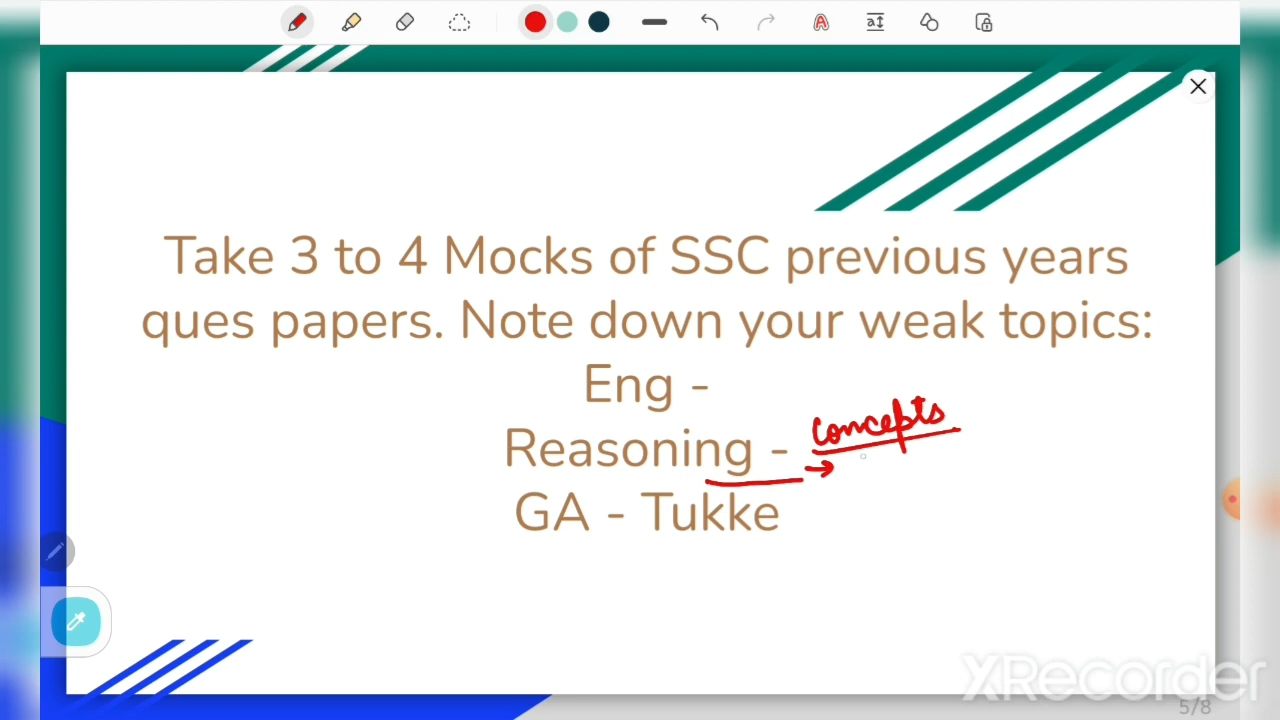 Take 3 to 4 Mocks of SSC previous years
ques papers. Note down your weak topics:
Eng -
Reasoning - concepts
GA - Tukke
XRecorder
5/8